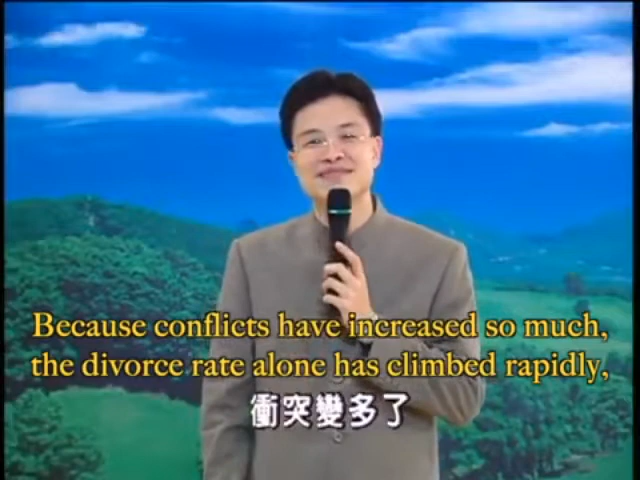 Because conflicts have increased so much,
the divorce rate alone has climbed rapidly,
衝突變多了